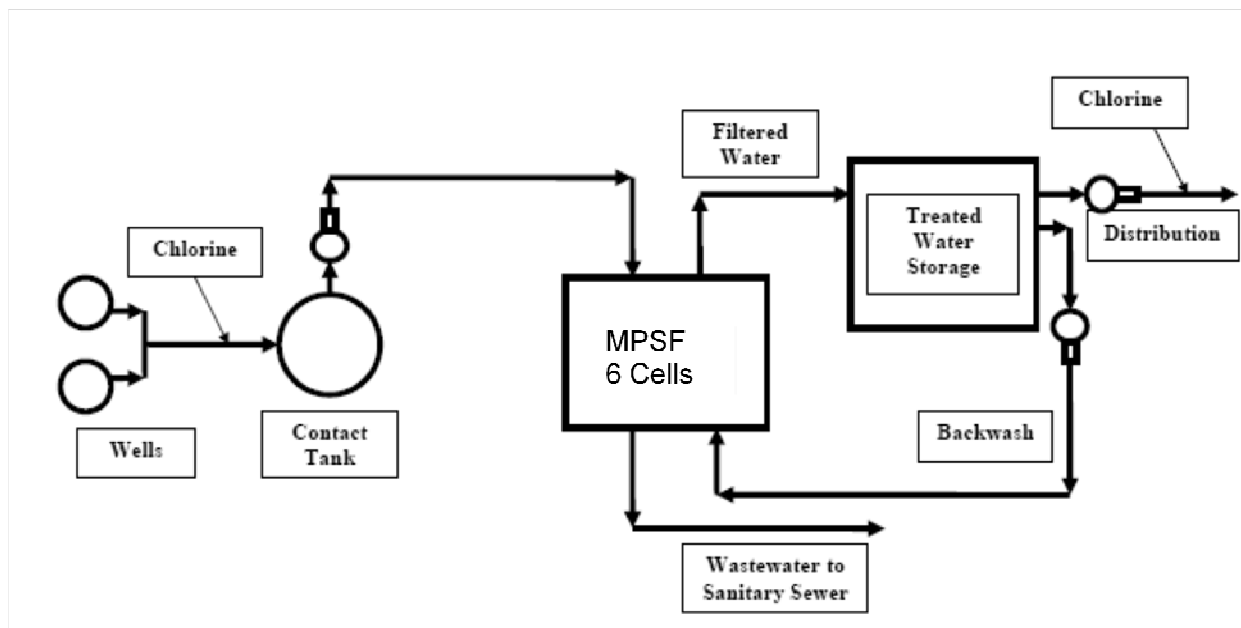 Chlorine
Filtered
Water
Chlorine
Treated
Water
Storage
Distribution
MPSF
6 Cells
Wells
Contact
Tank
Backwash
Wastewater to
Sanitary Sewer